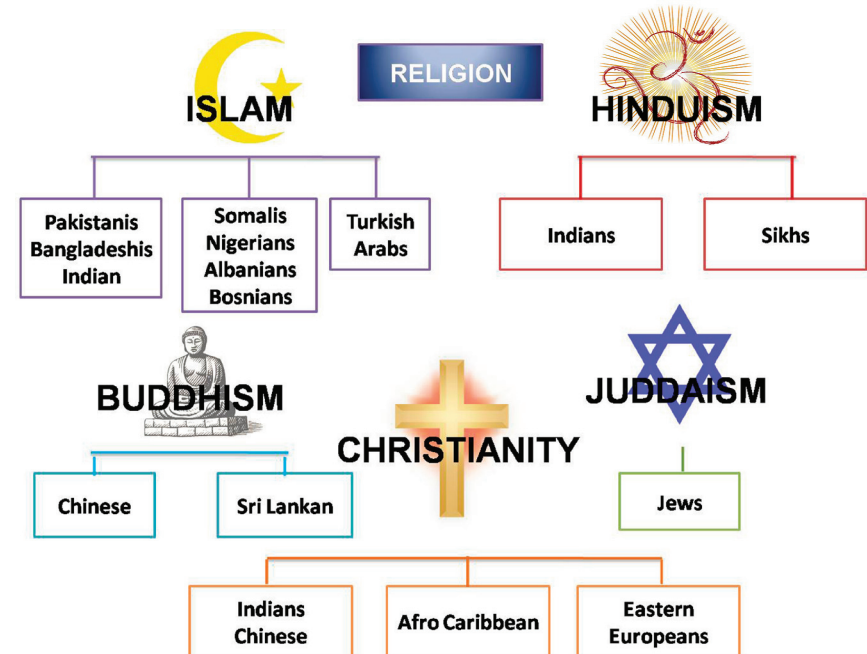 RELIGION
ISLAM
Pakistanis
Bangladeshis
Indian
Somalis
Nigerians
Albanians
Bosnians
Turkish
Arabs
HINDUISM
Indians
Sikhs
BUDDHISM
Chinese
Sri Lankan
CHRISTIANITY
Indians
Chinese
Afro Caribbean
Eastern
Europeans
JUDDAISM
Jews